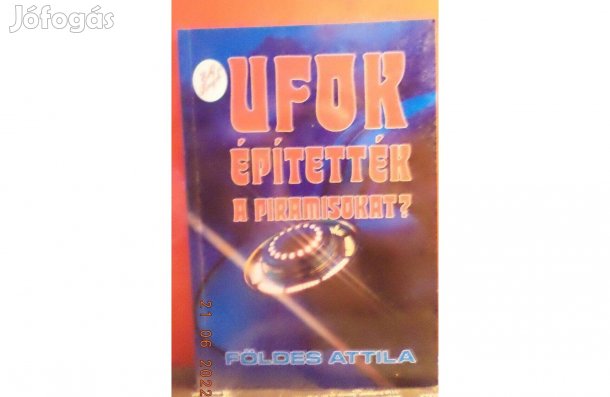 Jófogás
UFOK
ÉPÍTETTÉK
A PIRAMISOKAT?
FÖLDES ATTILA
21 06 2022